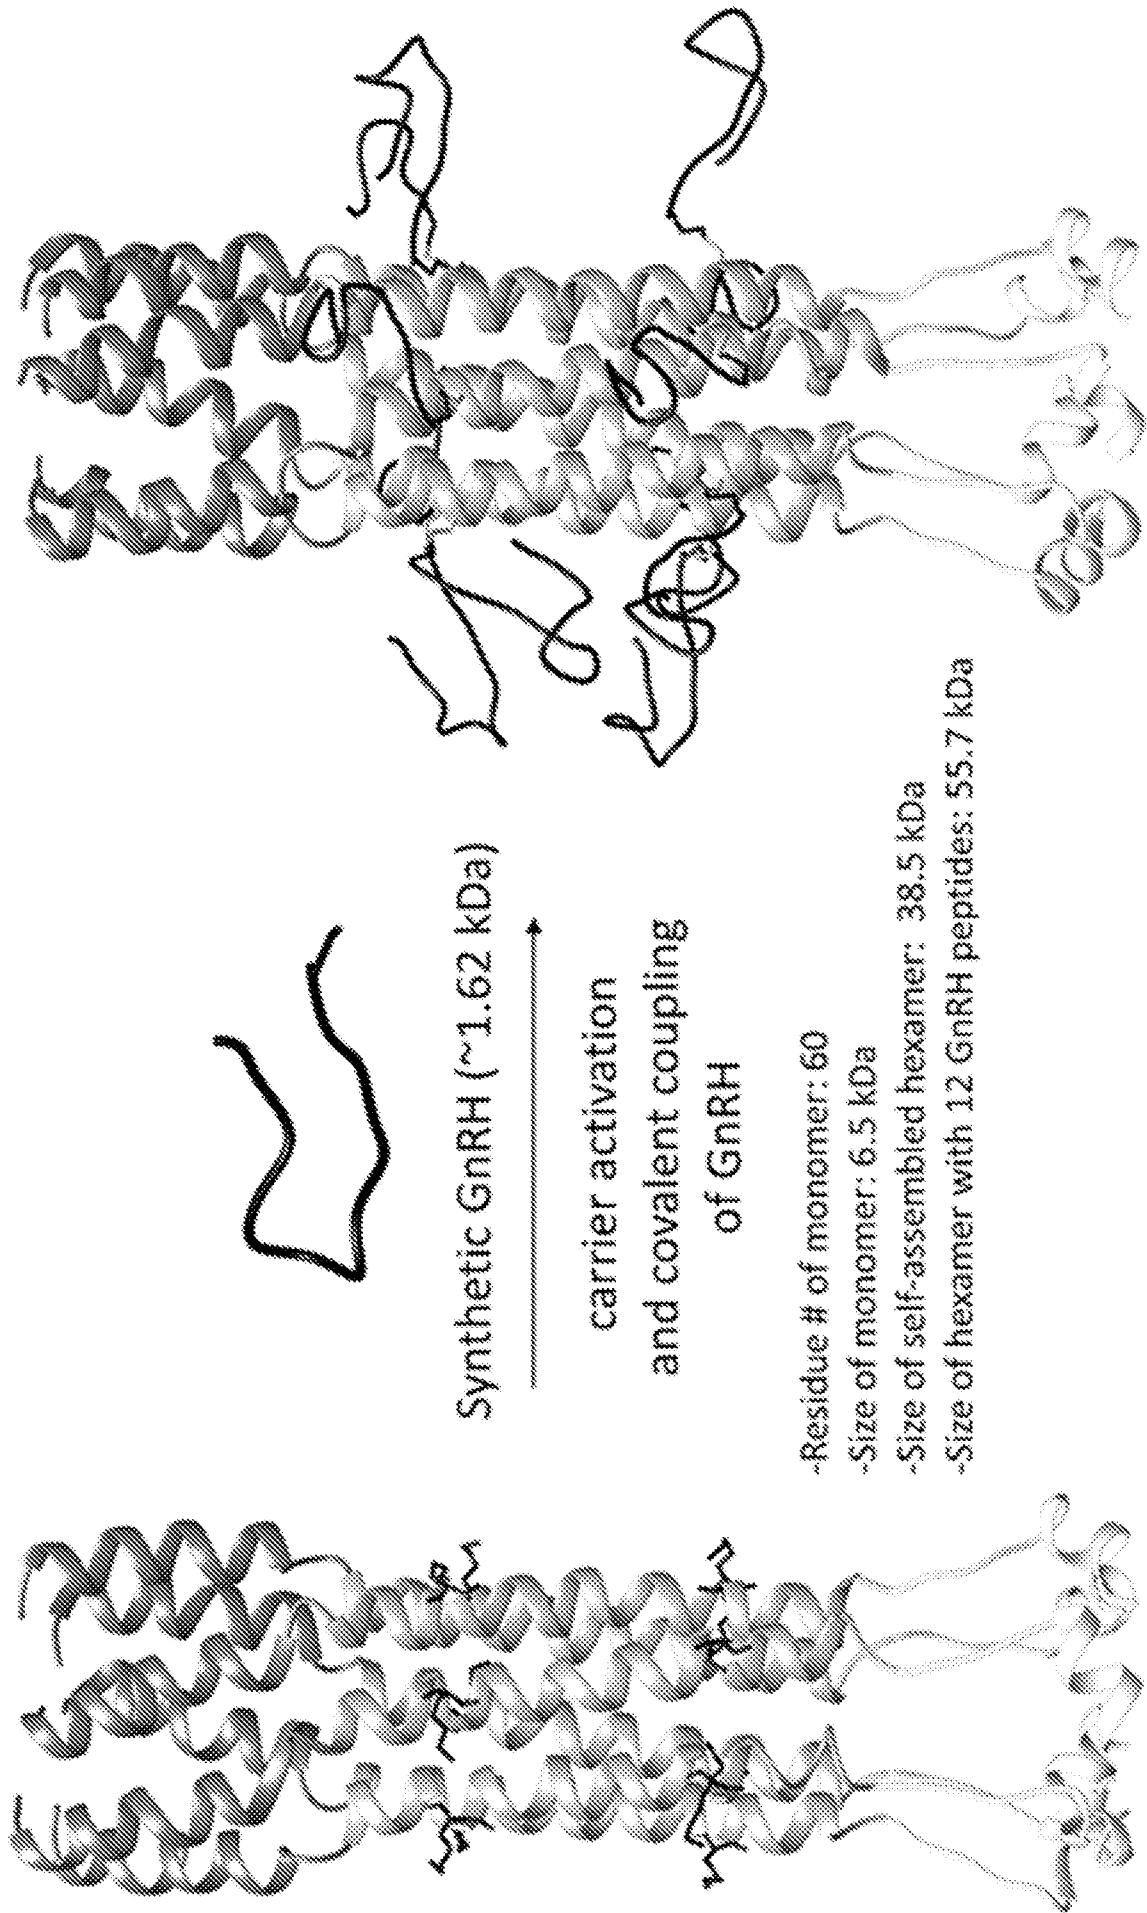 Synthetic GnRH (~1.62 kDa)
carrier activation
and covalent coupling
of GnRH
-Residue # of monomer: 60
-Size of monomer: 6.5 kDa
-Size of self-assembled hexamer: 38.5 kDa
-Size of hexamer with 12 GnRH peptides: 55.7 kDa